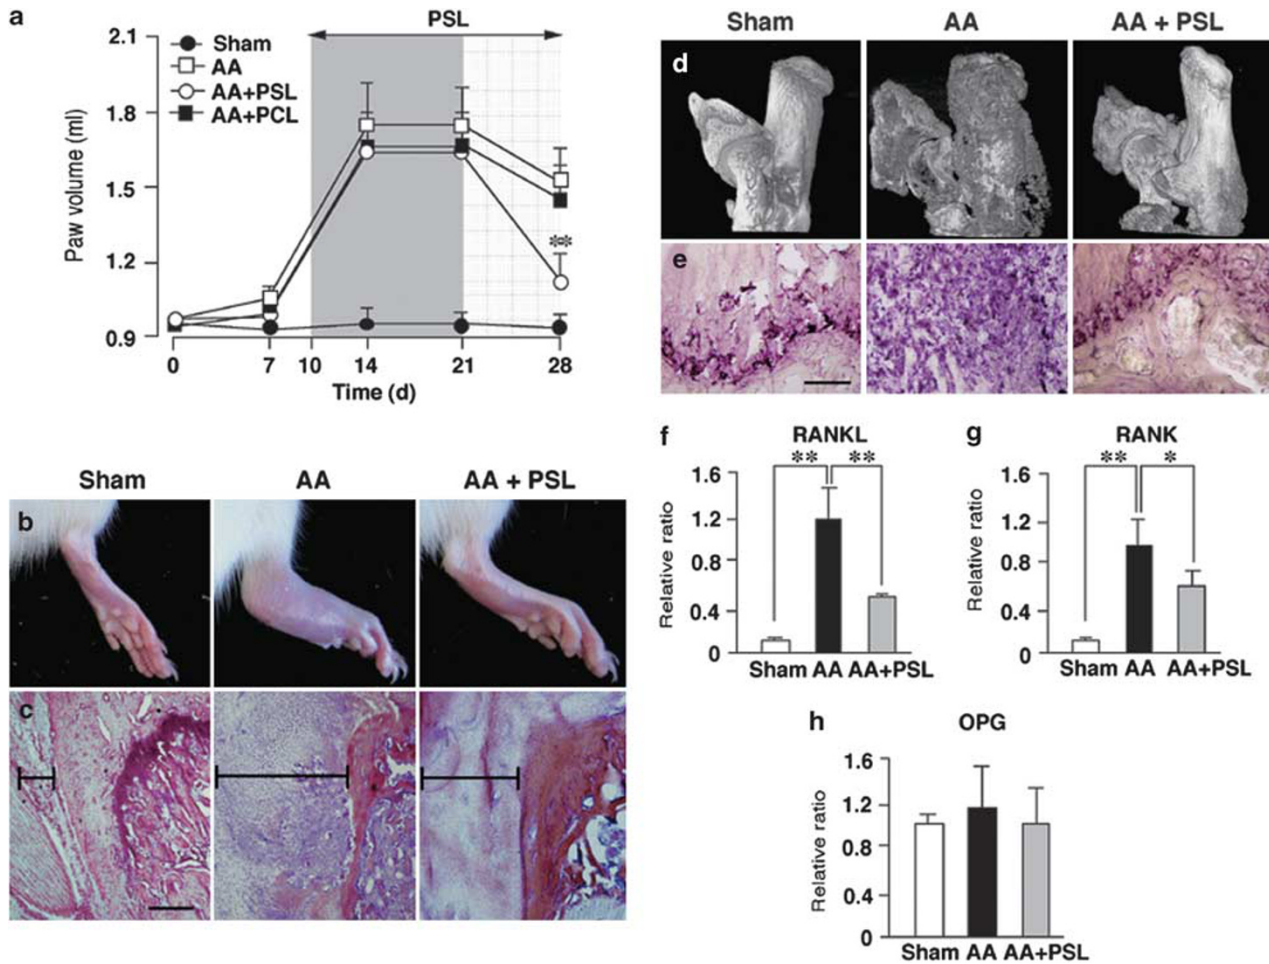 a
PSL
2.1
1.8
1.5
1.2
0.9
Paw volume (ml)
Sham
AA
AA+PSL
AA+PCL
**
0 7 10 14 21 28
Time (d)
Sham AA AA + PSL
b
c
Sham AA AA + PSL
d
e
f
RANKL
** **
1.6
1.2
0.8
0.4
0
Relative ratio
Sham AA AA+PSL
g
RANK
** *
1.6
1.2
0.8
0.4
0
Relative ratio
Sham AA AA+PSL
h
OPG
1.6
1.2
0.8
0.4
0
Relative ratio
Sham AA AA+PSL